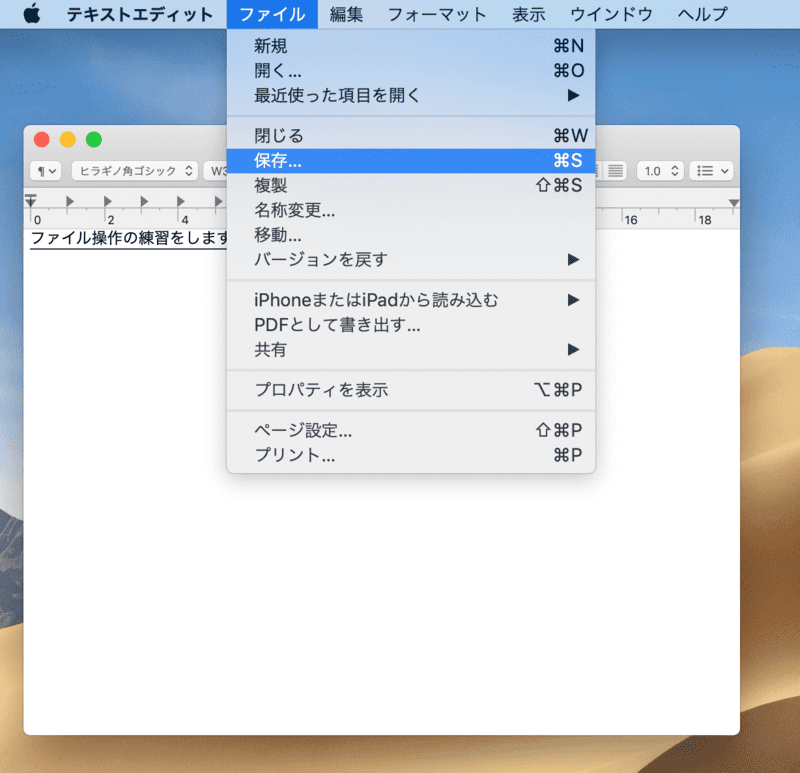 テキストエディット ファイル 編集 フォーマット 表示 ウインドウ ヘルプ
新規 ⌘N
開く... ⌘O
最近使った項目を開く ▶
閉じる ⌘W
保存... ⌘S
複製 ⇧⌘S
名称変更...
移動...
バージョンを戻す ▶
iPhoneまたはiPadから読み込む ▶
PDFとして書き出す...
共有 ▶
プロパティを表示 ⌥⌘P
ページ設定... ⇧⌘P
プリント... ⌘P
¶ ヒラギノ角ゴシック W3 1.0
0 2 4 16 18
ファイル操作の練習をします